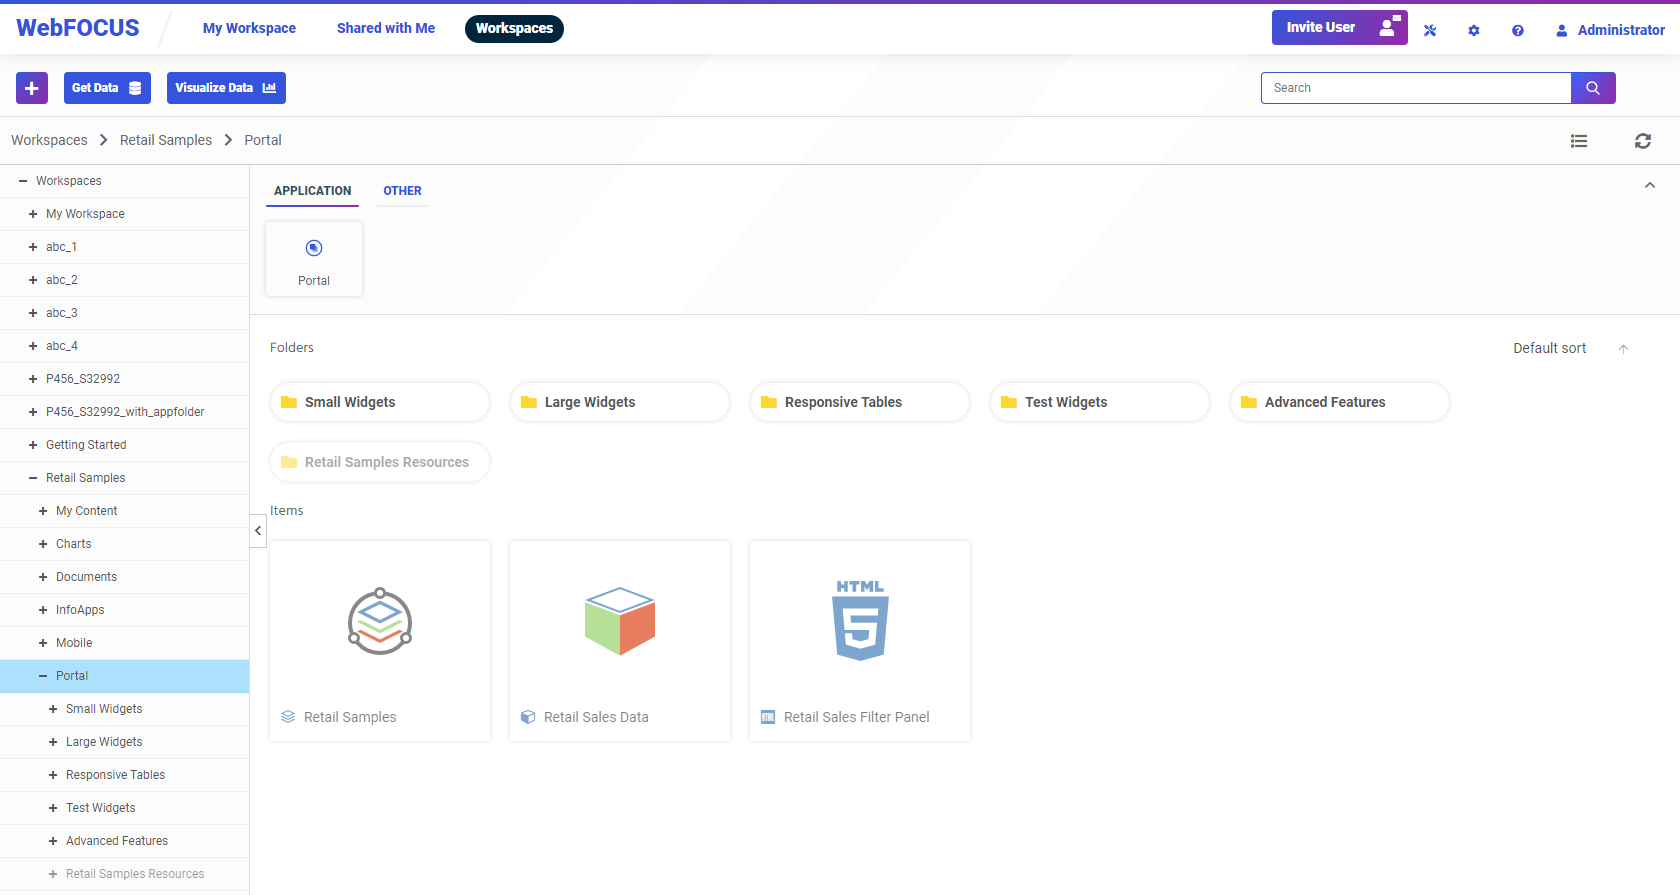 WebFOCUS
My Workspace
Shared with Me
Workspaces
Invite User
Administrator
Get Data
Visualize Data
Search
Workspaces
Retail Samples
Portal
Workspaces
My Workspace
abc_1
abc_2
abc_3
abc_4
P456_S32992
P456_S32992_with_appfolder
Getting Started
Retail Samples
My Content
Charts
Documents
InfoApps
Mobile
Portal
Small Widgets
Large Widgets
Responsive Tables
Test Widgets
Advanced Features
Retail Samples Resources
APPLICATION
OTHER
Portal
Folders
Default sort
Small Widgets
Large Widgets
Responsive Tables
Test Widgets
Advanced Features
Retail Samples Resources
Items
HTML
5
Retail Samples
Retail Sales Data
HTML
Retail Sales Filter Panel